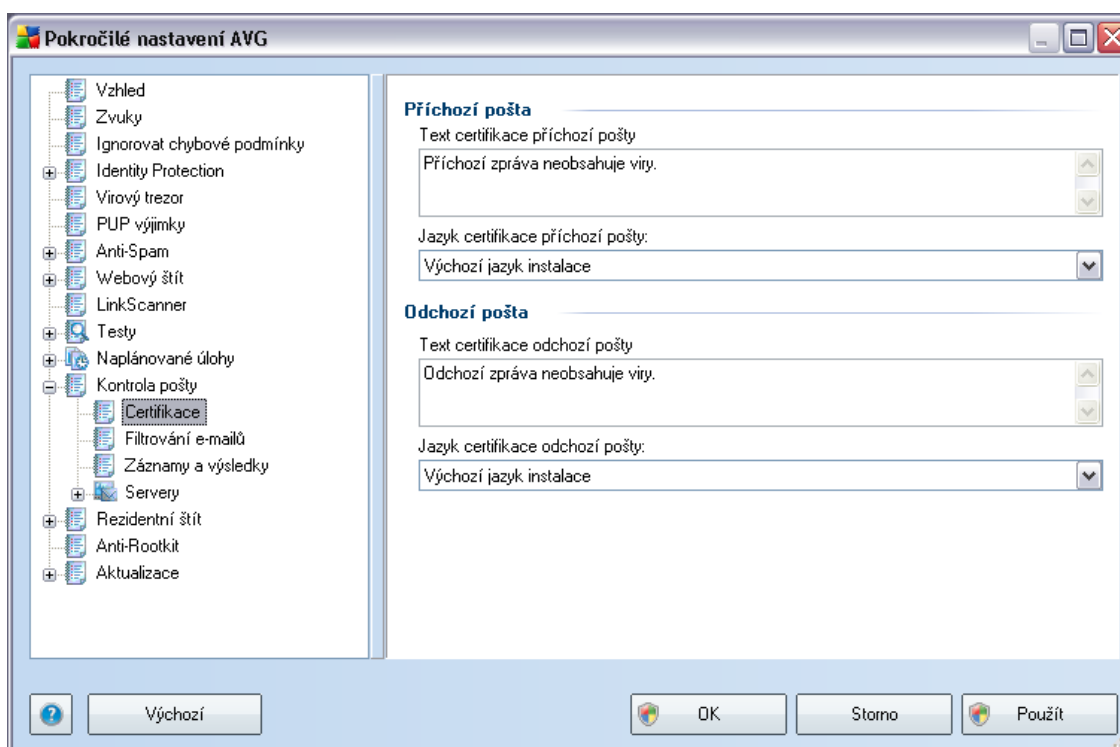 Pokročilé nastavení AVG
Vzhled
Zvuky
Ignorovat chybové podmínky
Identity Protection
Virový trezor
PUP výjimky
Anti-Spam
Webový štít
LinkScanner
Testy
Naplánované úlohy
Kontrola pošty
Certifikace
Filtrování e-mailů
Záznamy a výsledky
Servery
Rezidentní štít
Anti-Rootkit
Aktualizace
Příchozí pošta
Text certifikace příchozí pošty
Příchozí zpráva neobsahuje viry.
Jazyk certifikace příchozí pošty:
Výchozí jazyk instalace
Odchozí pošta
Text certifikace odchozí pošty
Odchozí zpráva neobsahuje viry.
Jazyk certifikace odchozí pošty:
Výchozí jazyk instalace
?
Výchozí
OK
Storno
Použít